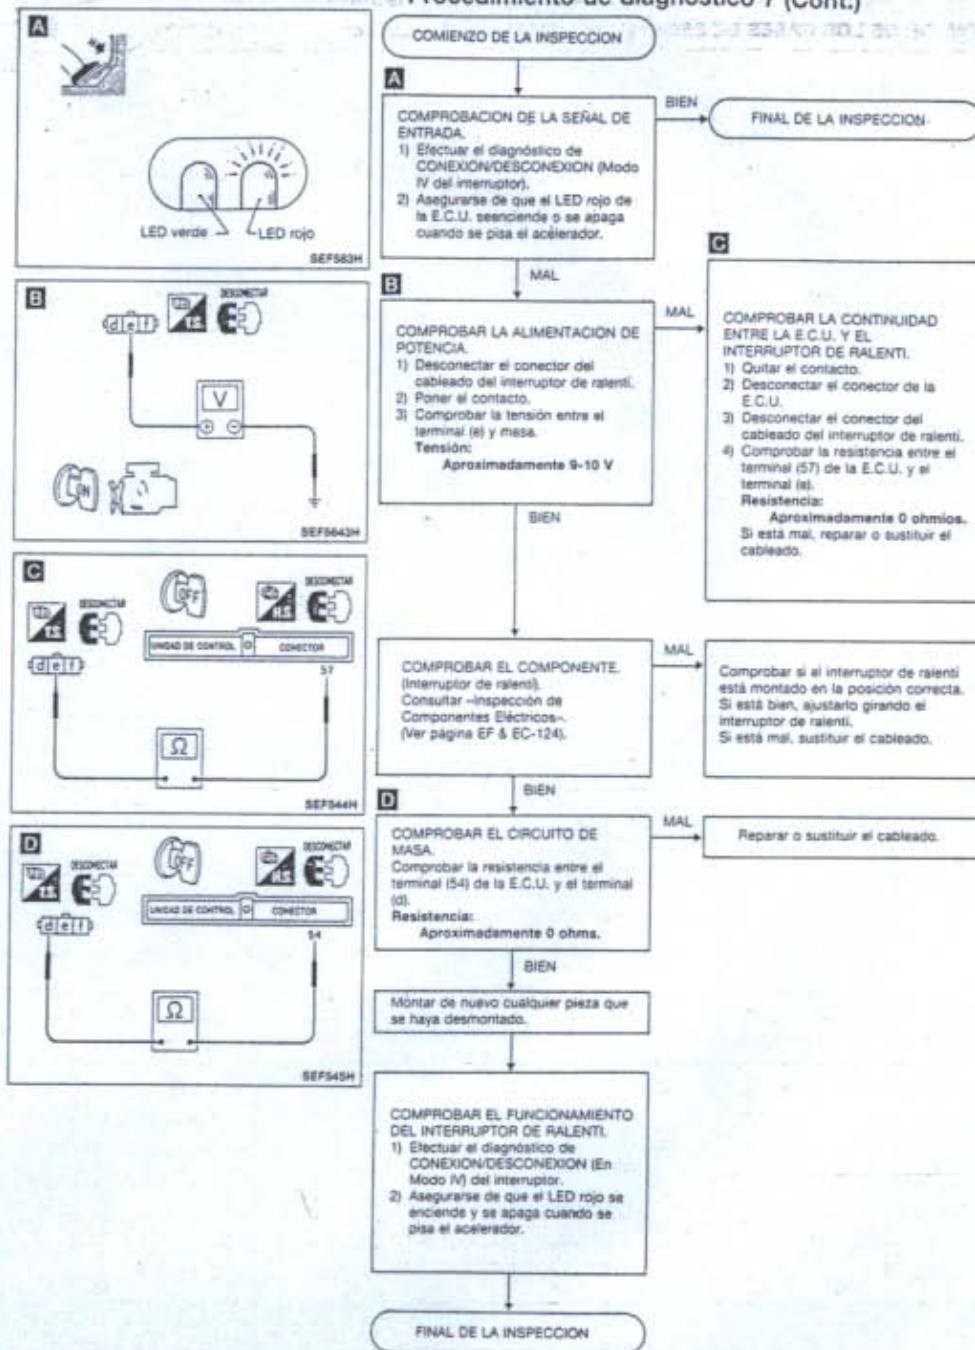 Procedimiento de diagnóstico 7 (Cont.)
A
LED verde
LED rojo
SEF583H
B
DESCONECTAR
T.S.
d e f
V
ON
SEF5643H
C
DESCONECTAR
T.S.
OFF
H.S.
DESCONECTAR
UNIDAD DE CONTROL
CONECTOR
d e f
57
Ω
SEF544H
D
DESCONECTAR
T.S.
OFF
H.S.
DESCONECTAR
UNIDAD DE CONTROL
CONECTOR
d e f
54
Ω
SEF545H
COMIENZO DE LA INSPECCION
A
COMPROBACION DE LA SEÑAL DE
ENTRADA.
1) Efectuar el diagnóstico de
CONEXION/DESCONEXION (Modo
IV del interruptor).
2) Asegurarse de que el LED rojo de
la E.C.U. seenciende o se apaga
cuando se pisa el acelerador.
BIEN
FINAL DE LA INSPECCION
MAL
B
COMPROBAR LA ALIMENTACION DE
POTENCIA.
1) Desconectar el conector del
cableado del interruptor de ralentí.
2) Poner el contacto.
3) Comprobar la tensión entre el
terminal (e) y masa.
Tensión:
Aproximadamente 9-10 V
MAL
C
COMPROBAR LA CONTINUIDAD
ENTRE LA E.C.U. Y EL
INTERRUPTOR DE RALENTI.
1) Quitar el contacto.
2) Desconectar el conector de la
E.C.U.
3) Desconectar el conector del
cableado del interruptor de ralentí.
4) Comprobar la resistencia entre el
terminal (57) de la E.C.U. y el
terminal (e).
Resistencia:
Aproximadamente 0 ohmios.
Si está mal, reparar o sustituir el
cableado.
BIEN
COMPROBAR EL COMPONENTE.
(Interruptor de ralentí).
Consultar «Inspección de
Componentes Eléctricos».
(Ver página EF & EC-124).
MAL
Comprobar si el interruptor de ralentí
está montado en la posición correcta.
Si está bien, ajustarlo girando el
interruptor de ralentí.
Si está mal, sustituir el cableado.
BIEN
D
COMPROBAR EL CIRCUITO DE
MASA.
Comprobar la resistencia entre el
terminal (54) de la E.C.U. y el terminal
(d).
Resistencia:
Aproximadamente 0 ohms.
MAL
Reparar o sustituir el cableado.
BIEN
Montar de nuevo cualquier pieza que
se haya desmontado.
COMPROBAR EL FUNCIONAMIENTO
DEL INTERRUPTOR DE RALENTI.
1) Efectuar el diagnóstico de
CONEXION/DESCONEXION (En
Modo IV) del interruptor.
2) Asegurarse de que el LED rojo se
enciende y se apaga cuando se
pisa el acelerador.
FINAL DE LA INSPECCION